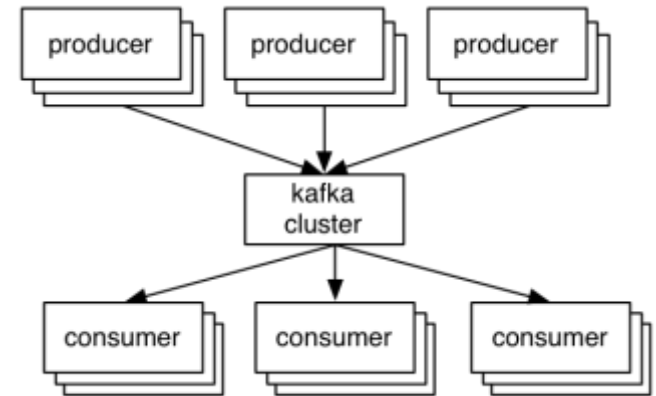 producer
producer
producer
kafka
cluster
consumer
consumer
consumer